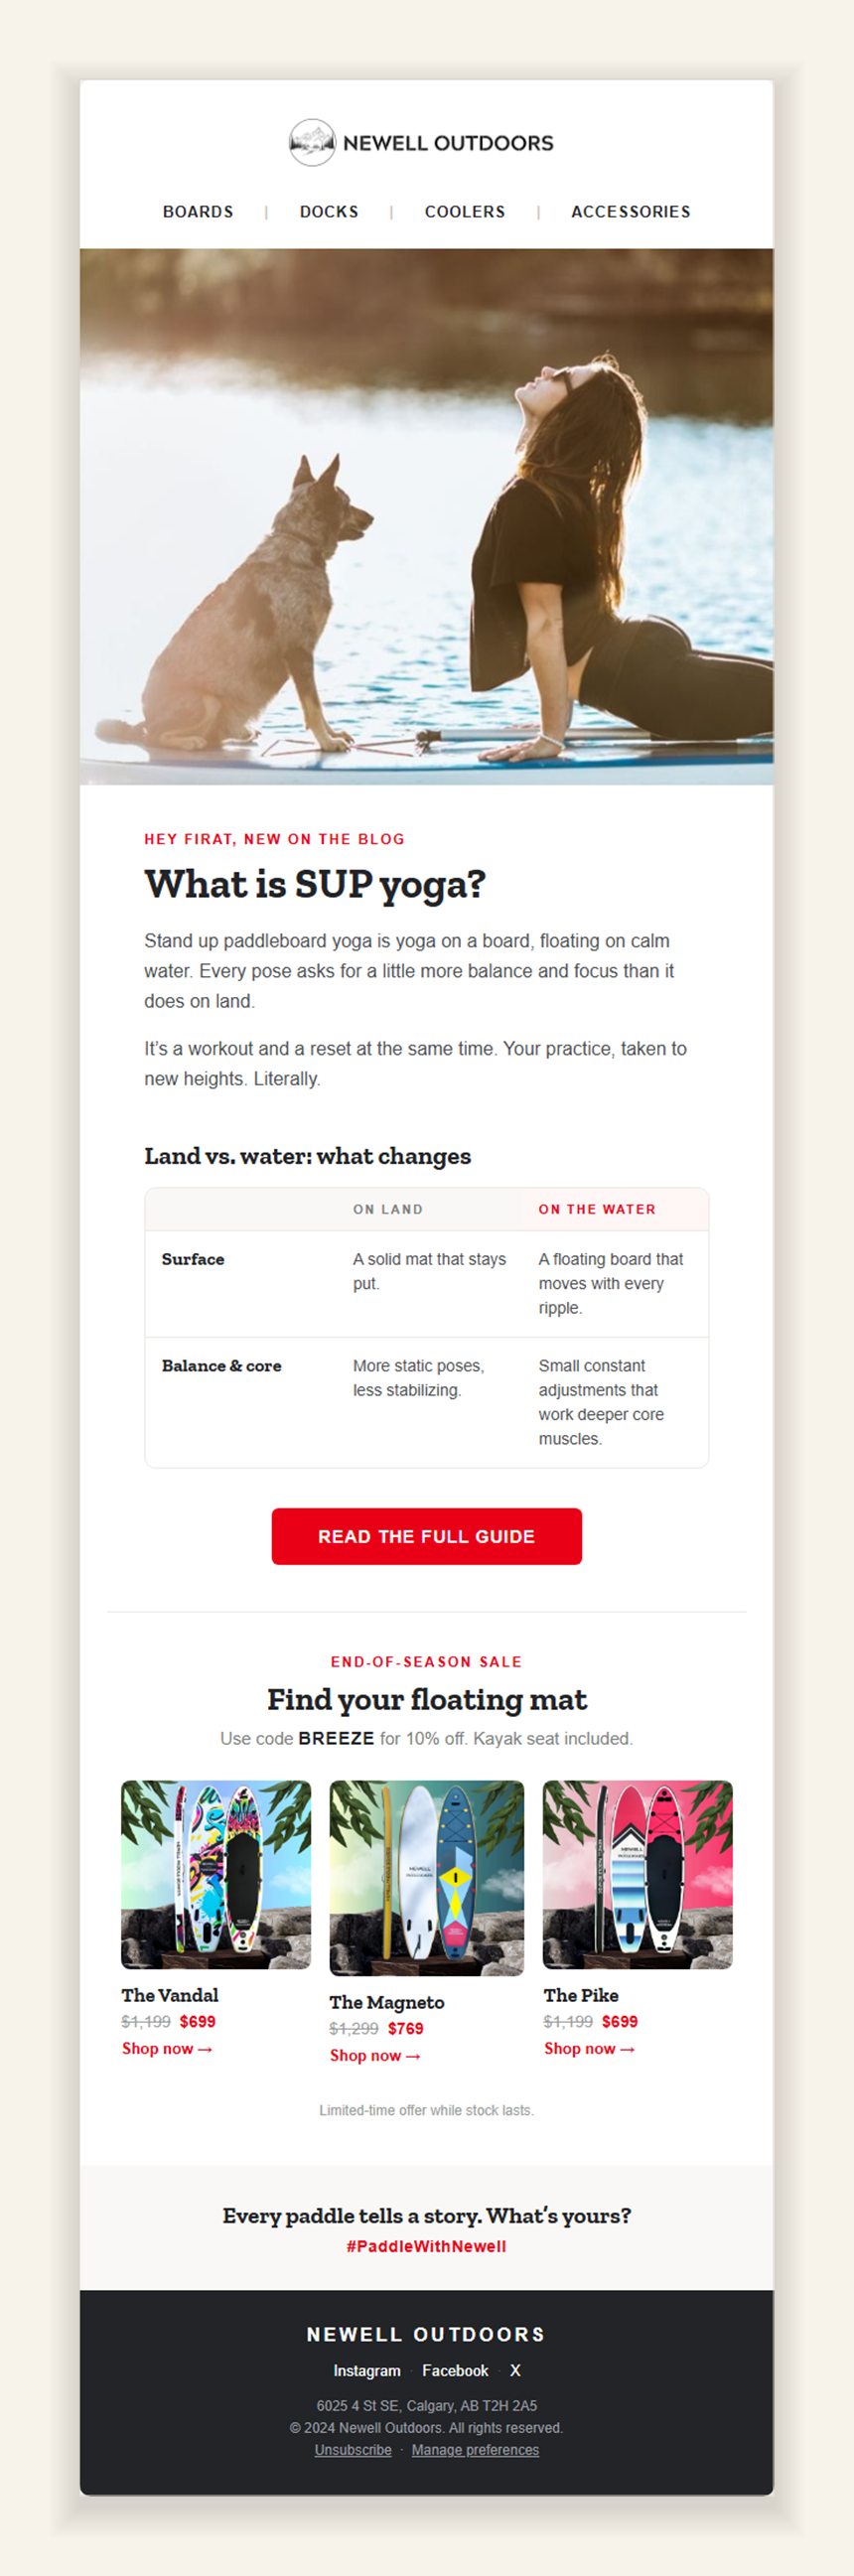 NEWELL OUTDOORS
BOARDS | DOCKS | COOLERS | ACCESSORIES
HEY FIRAT, NEW ON THE BLOG
What is SUP yoga?
Stand up paddleboard yoga is yoga on a board, floating on calm
water. Every pose asks for a little more balance and focus than it
does on land.
It’s a workout and a reset at the same time. Your practice, taken to
new heights. Literally.
Land vs. water: what changes
ON LAND
ON THE WATER
Surface
A solid mat that stays
put.
A floating board that
moves with every
ripple.
Balance & core
More static poses,
less stabilizing.
Small constant
adjustments that
work deeper core
muscles.
READ THE FULL GUIDE
END-OF-SEASON SALE
Find your floating mat
Use code BREEZE for 10% off. Kayak seat included.
NEWELL
NEWELL
The Vandal
$1,199 $699
Shop now →
The Magneto
$1,299 $769
Shop now →
The Pike
$1,199 $699
Shop now →
Limited-time offer while stock lasts.
Every paddle tells a story. What’s yours?
#PaddleWithNewell
NEWELL OUTDOORS
Instagram · Facebook · X
6025 4 St SE, Calgary, AB T2H 2A5
© 2024 Newell Outdoors. All rights reserved.
Unsubscribe · Manage preferences